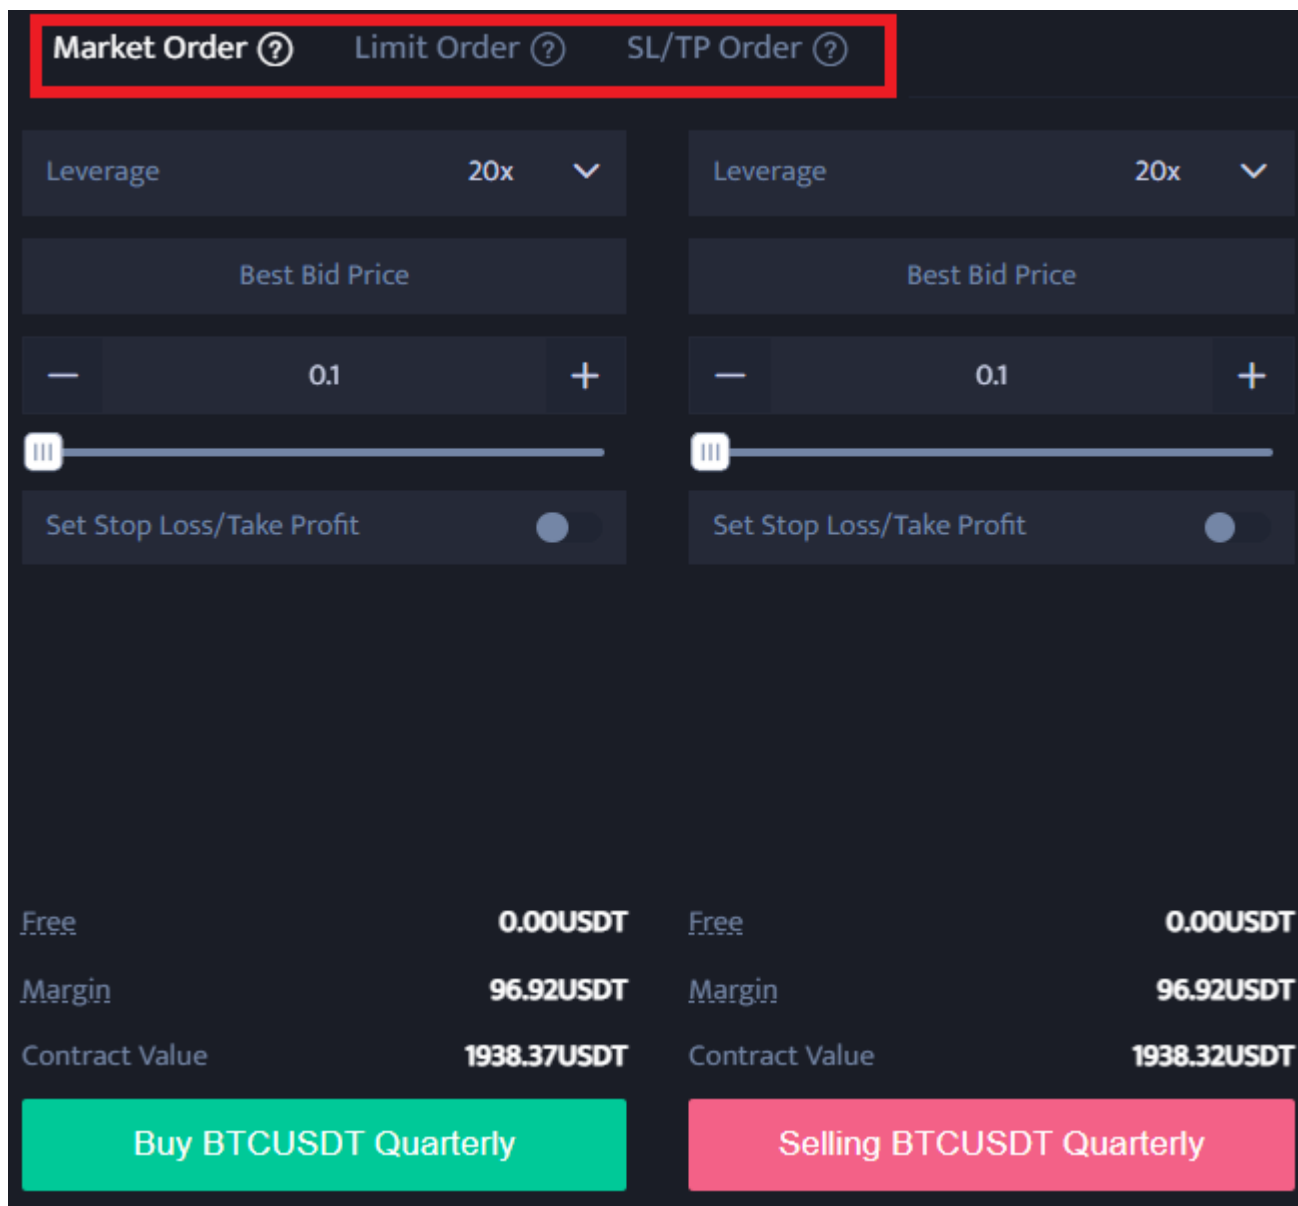 Market Order ? Limit Order ? SL/TP Order ?
Leverage 20x Leverage 20x
Best Bid Price Best Bid Price
— 0.1 + — 0.1 +
Set Stop Loss/Take Profit Set Stop Loss/Take Profit
Free 0.00USDT Free 0.00USDT
Margin 96.92USDT Margin 96.92USDT
Contract Value 1938.37USDT Contract Value 1938.32USDT
Buy BTCUSDT Quarterly Selling BTCUSDT Quarterly